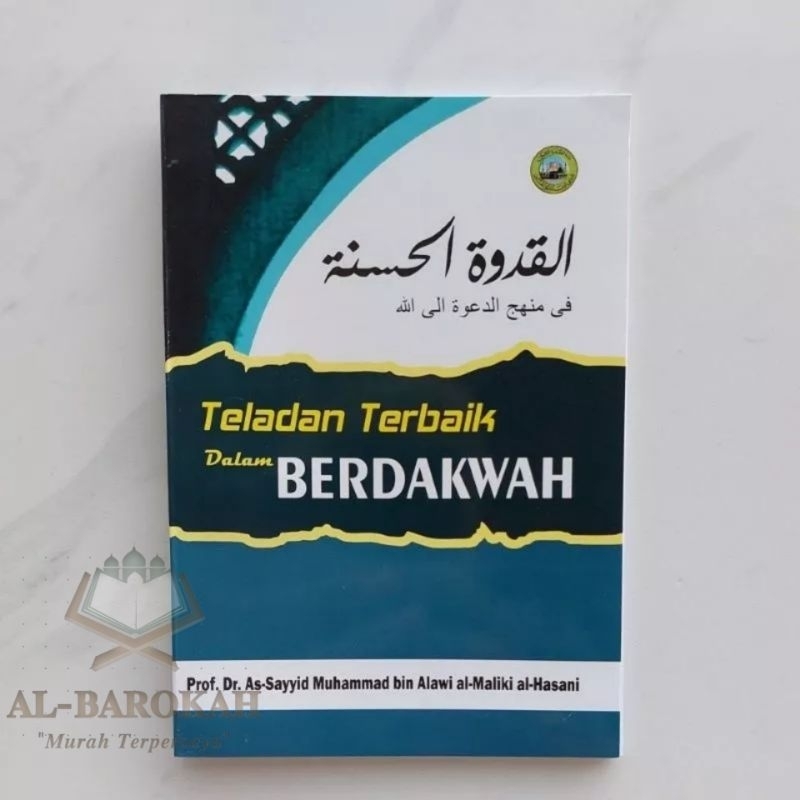 القدوة الحسنة
فى منهج الدعوة الى الله
Teladan Terbaik
Dalam BERDAKWAH
Prof. Dr. As-Sayyid Muhammad bin Alawi al-Maliki al-Hasani
AL-BAROKAH
"Murah Terpercaya"